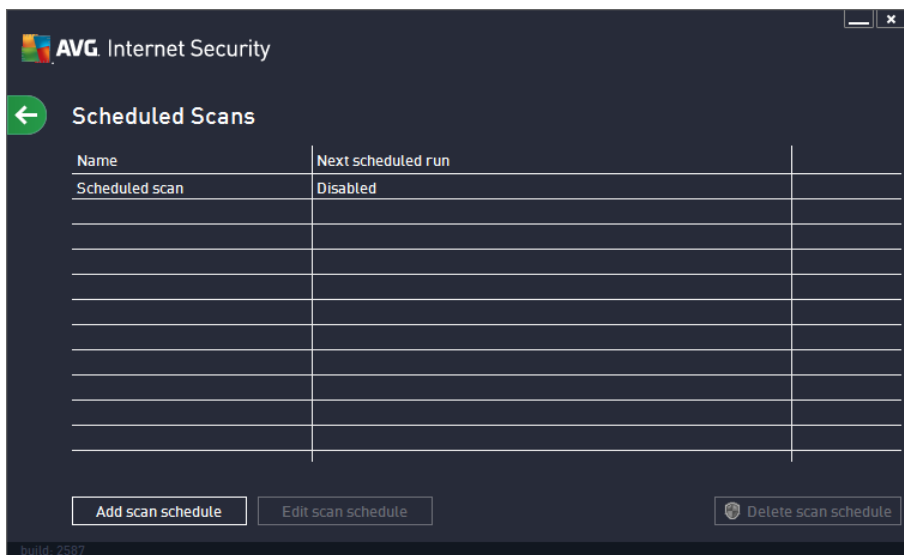 AVG. Internet Security
Scheduled Scans
Name Next scheduled run
Scheduled scan Disabled
Add scan schedule Edit scan schedule Delete scan schedule
build: 2587